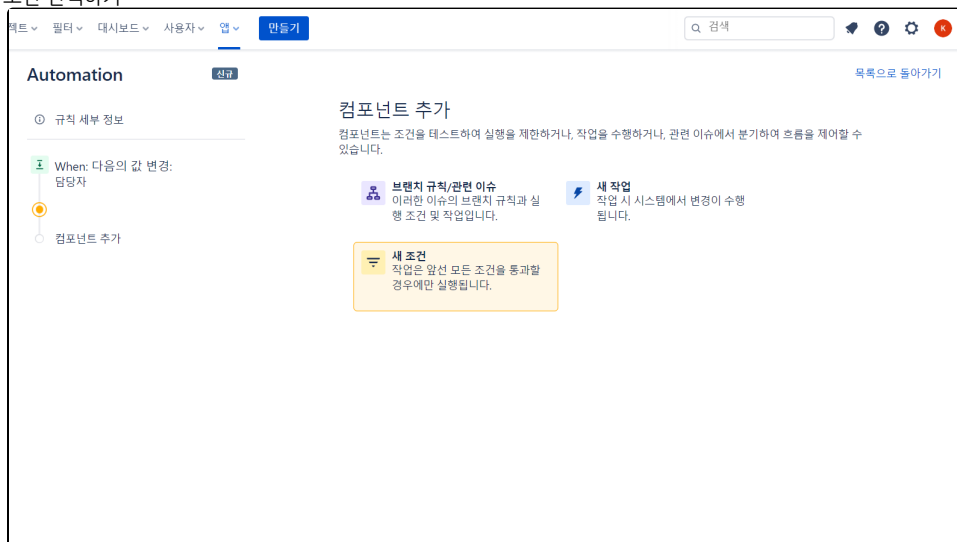 조건 선택하기
젝트 필터 대시보드 사용자 앱 만들기 검색 K
Automation 신규 목록으로 돌아가기
규칙 세부 정보
When: 다음의 값 변경:
담당자
컴포넌트 추가
컴포넌트 추가
컴포넌트는 조건을 테스트하여 실행을 제한하거나, 작업을 수행하거나, 관련 이슈에서 분기하여 흐름을 제어할 수
있습니다.
브랜치 규칙/관련 이슈
이러한 이슈의 브랜치 규칙과 실
행 조건 및 작업입니다.
새 작업
작업 시 시스템에서 변경이 수행
됩니다.
새 조건
작업은 앞선 모든 조건을 통과할
경우에만 실행됩니다.